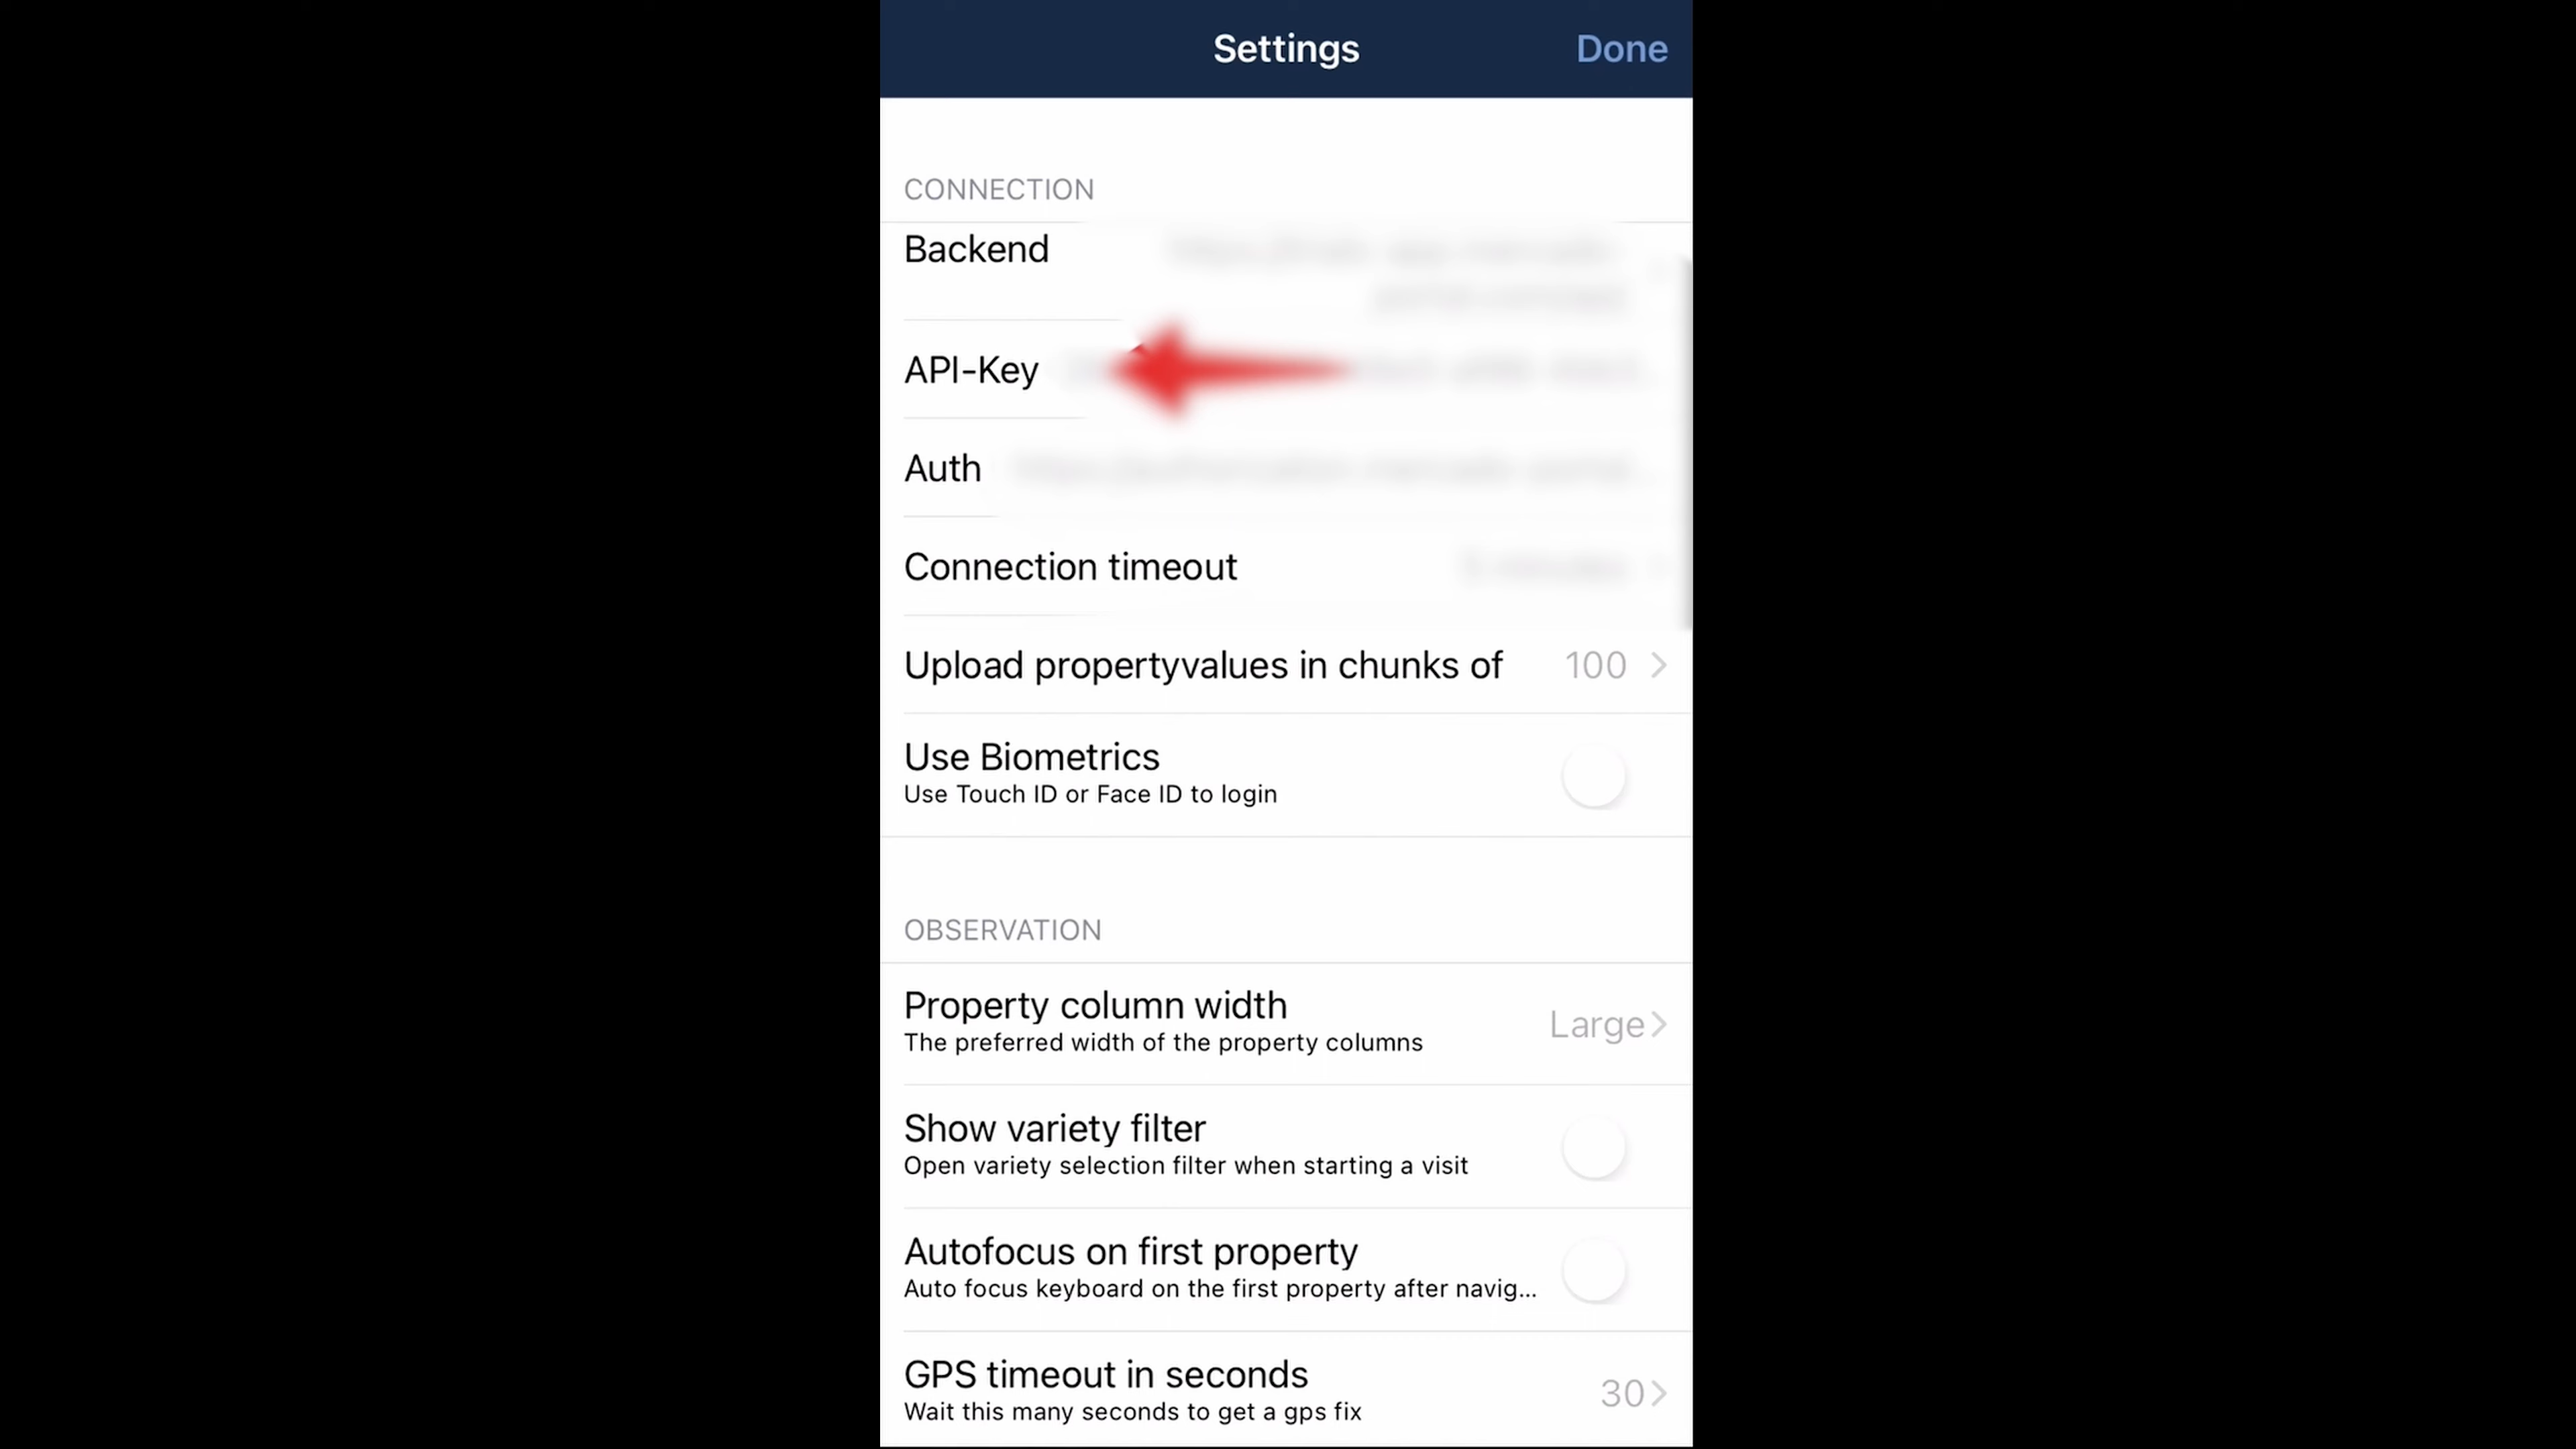 Settings
Done
CONNECTION
Backend
API-Key
Auth
Connection timeout
Upload propertyvalues in chunks of 100
Use Biometrics
Use Touch ID or Face ID to login
OBSERVATION
Property column width
The preferred width of the property columns
Large
Show variety filter
Open variety selection filter when starting a visit
Autofocus on first property
Auto focus keyboard on the first property after navig...
GPS timeout in seconds
Wait this many seconds to get a gps fix
30